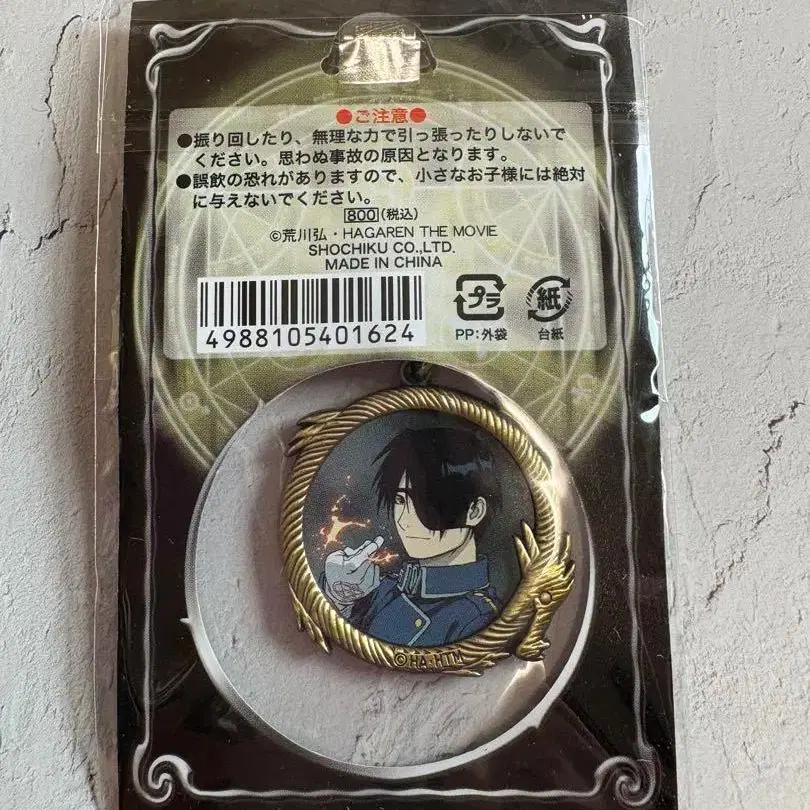 ●ご注意●
●振り回したり、無理な力で引っ張ったりしないで
ください。思わぬ事故の原因となります。
●誤飲の恐れがありますので、小さなお子様には絶対
に与えないでください。
800(税込)
©荒川弘・HAGAREN THE MOVIE
SHOCHIKU CO.,LTD.
MADE IN CHINA
4988105401624
プラ
PP:外袋
紙
台紙
©HA・HTM